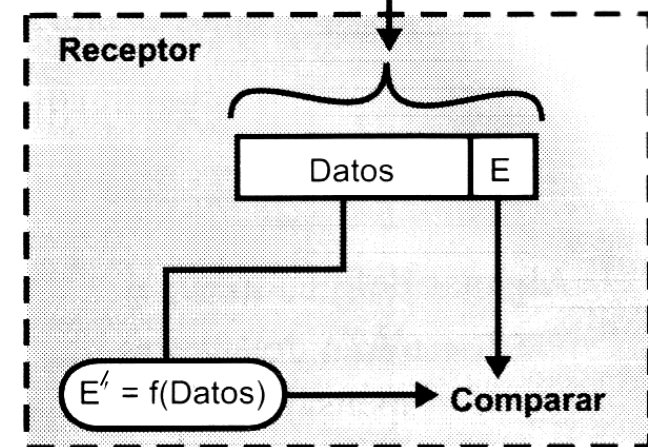 Receptor
Datos E
E′ = f(Datos)
Comparar